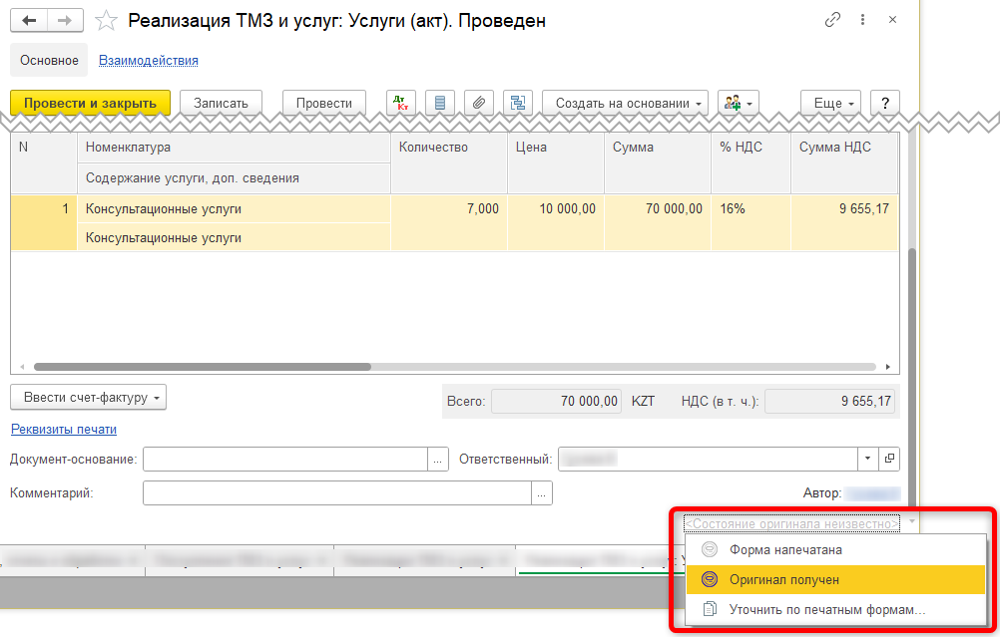 Реализация ТМЗ и услуг: Услуги (акт). Проведен
Основное Взаимодействия
Провести и закрыть Записать Провести Дт Кт Создать на основании Еще ?
N Номенклатура Количество Цена Сумма % НДС Сумма НДС
Содержание услуги, доп. сведения
1 Консультационные услуги 7,000 10 000,00 70 000,00 16% 9 655,17
Консультационные услуги
Ввести счет-фактуру Всего: 70 000,00 KZT НДС (в т. ч.): 9 655,17
Реквизиты печати
Документ-основание: ... Ответственный:
Комментарий: ... Автор:
<Состояние оригинала неизвестно>
Форма напечатана
Оригинал получен
Уточнить по печатным формам...